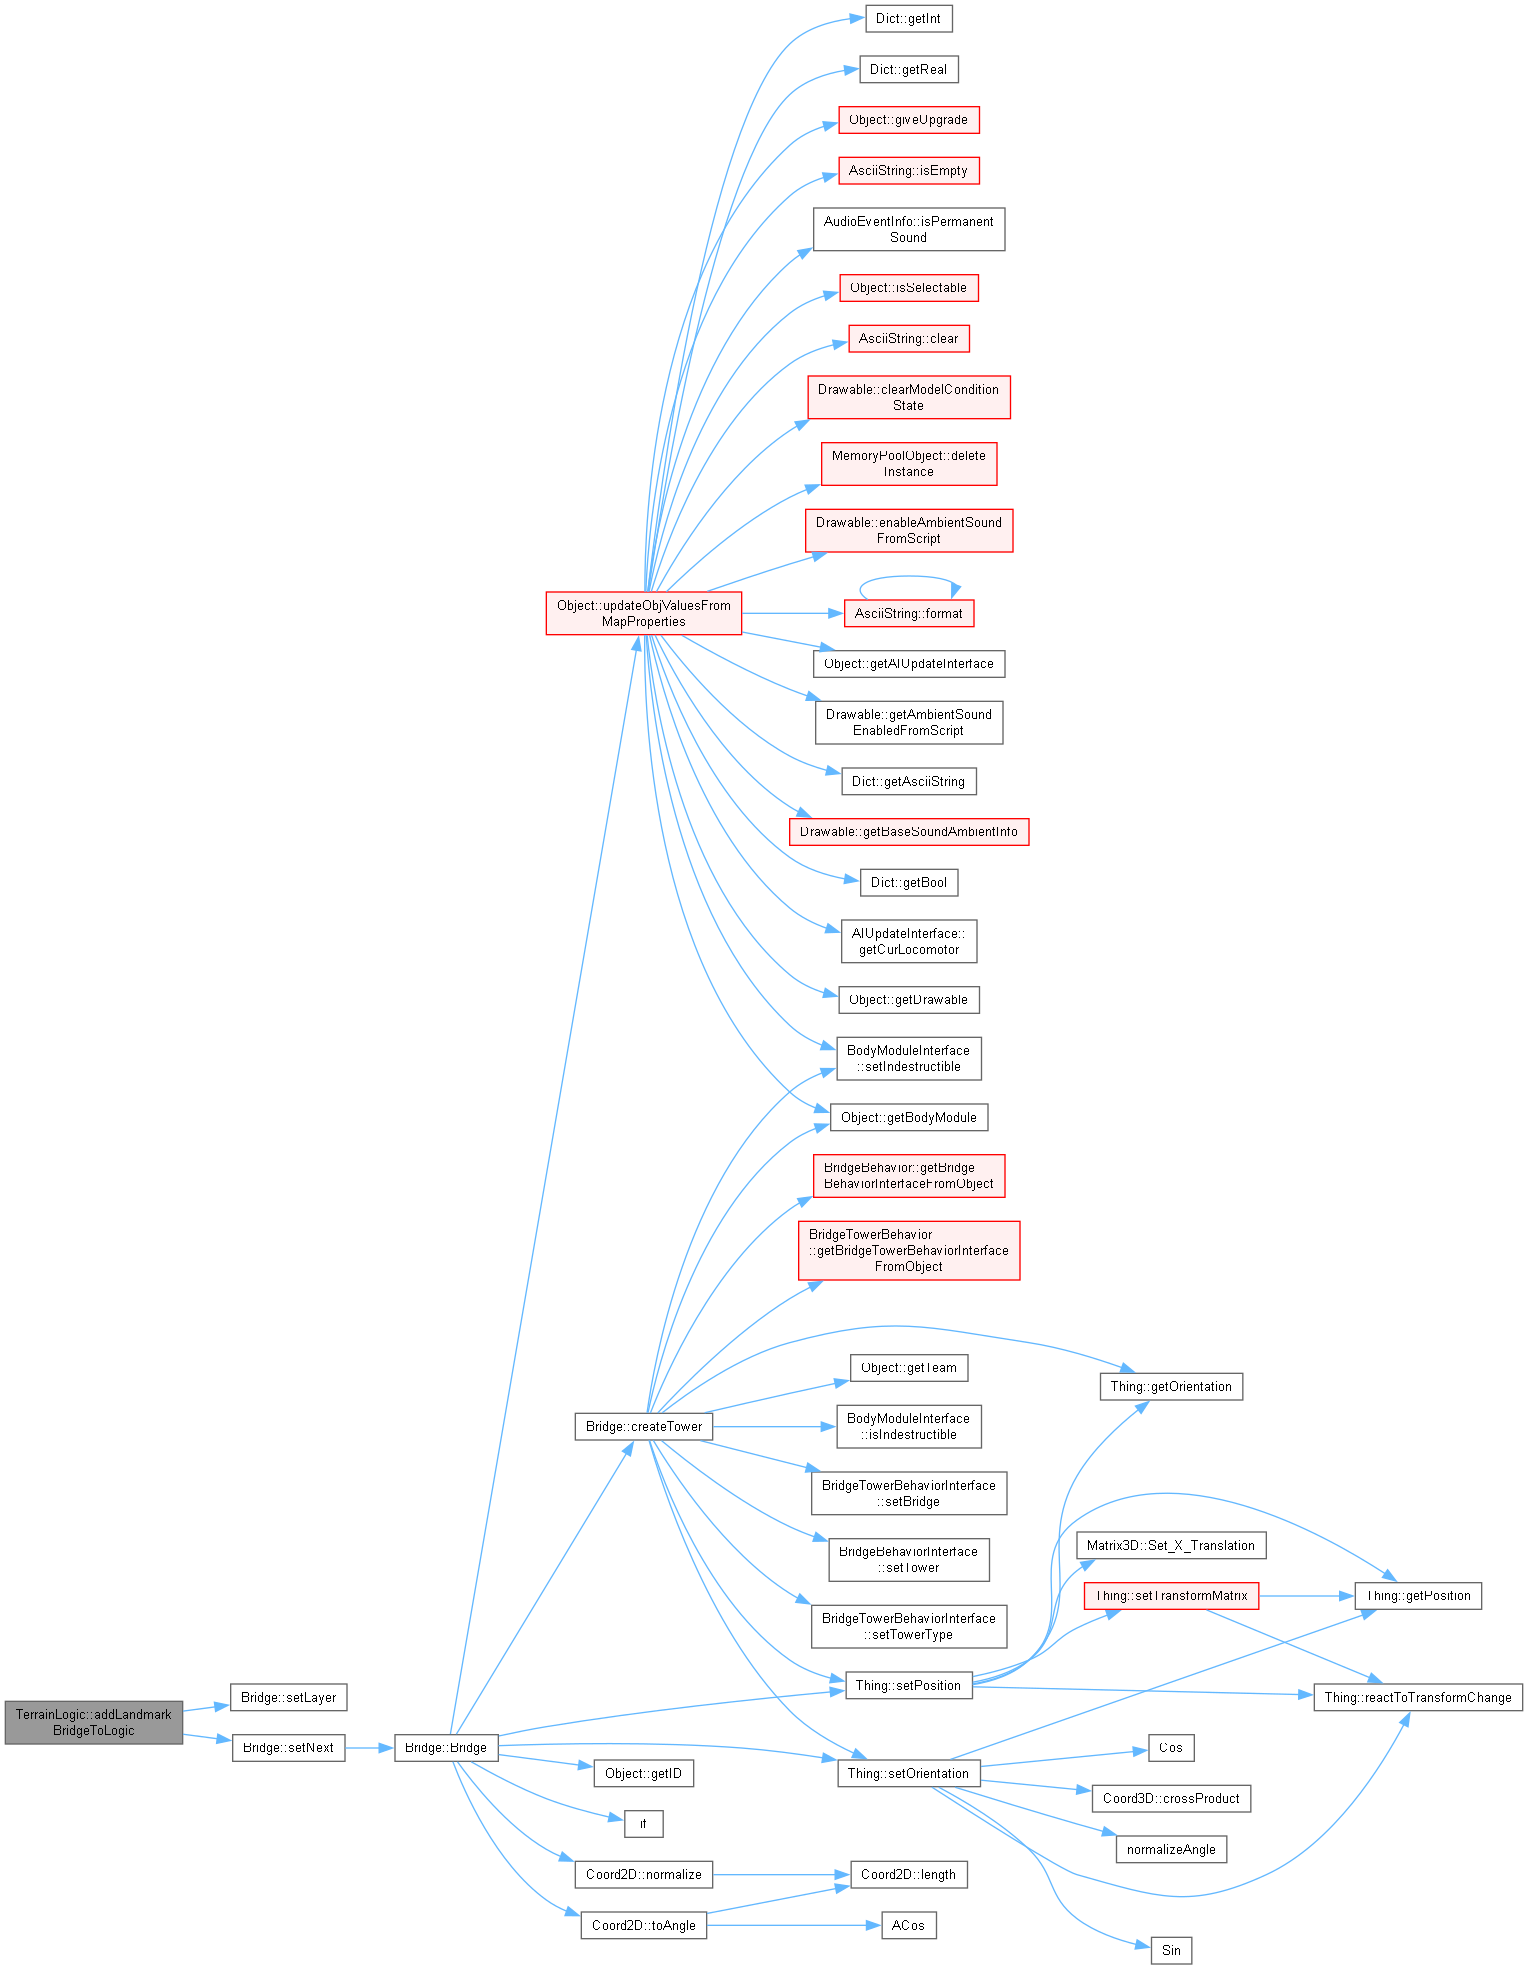 Dict::getInt
Dict::getReal
Object::giveUpgrade
AsciiString::isEmpty
AudioEventInfo::isPermanent
Sound
Object::isSelectable
AsciiString::clear
Drawable::clearModelCondition
State
MemoryPoolObject::delete
Instance
Drawable::enableAmbientSound
FromScript
Object::updateObjValuesFrom
MapProperties
AsciiString::format
Object::getAIUpdateInterface
Drawable::getAmbientSound
EnabledFromScript
Dict::getAsciiString
Drawable::getBaseSoundAmbientInfo
Dict::getBool
AIUpdateInterface::
getCurLocomotor
Object::getDrawable
BodyModuleInterface
::setIndestructible
Object::getBodyModule
BridgeBehavior::getBridge
BehaviorInterfaceFromObject
BridgeTowerBehavior
::getBridgeTowerBehaviorInterface
FromObject
Object::getTeam
Thing::getOrientation
Bridge::createTower
BodyModuleInterface
::isIndestructible
BridgeTowerBehaviorInterface
::setBridge
Matrix3D::Set_X_Translation
BridgeBehaviorInterface
::setTower
Thing::setTransformMatrix
Thing::getPosition
BridgeTowerBehaviorInterface
::setTowerType
Thing::setPosition
Thing::reactToTransformChange
Bridge::setLayer
TerrainLogic::addLandmark
BridgeToLogic
Bridge::setNext
Bridge::Bridge
Cos
Object::getID
Thing::setOrientation
Coord3D::crossProduct
if
normalizeAngle
Coord2D::normalize
Coord2D::length
Coord2D::toAngle
ACos
Sin